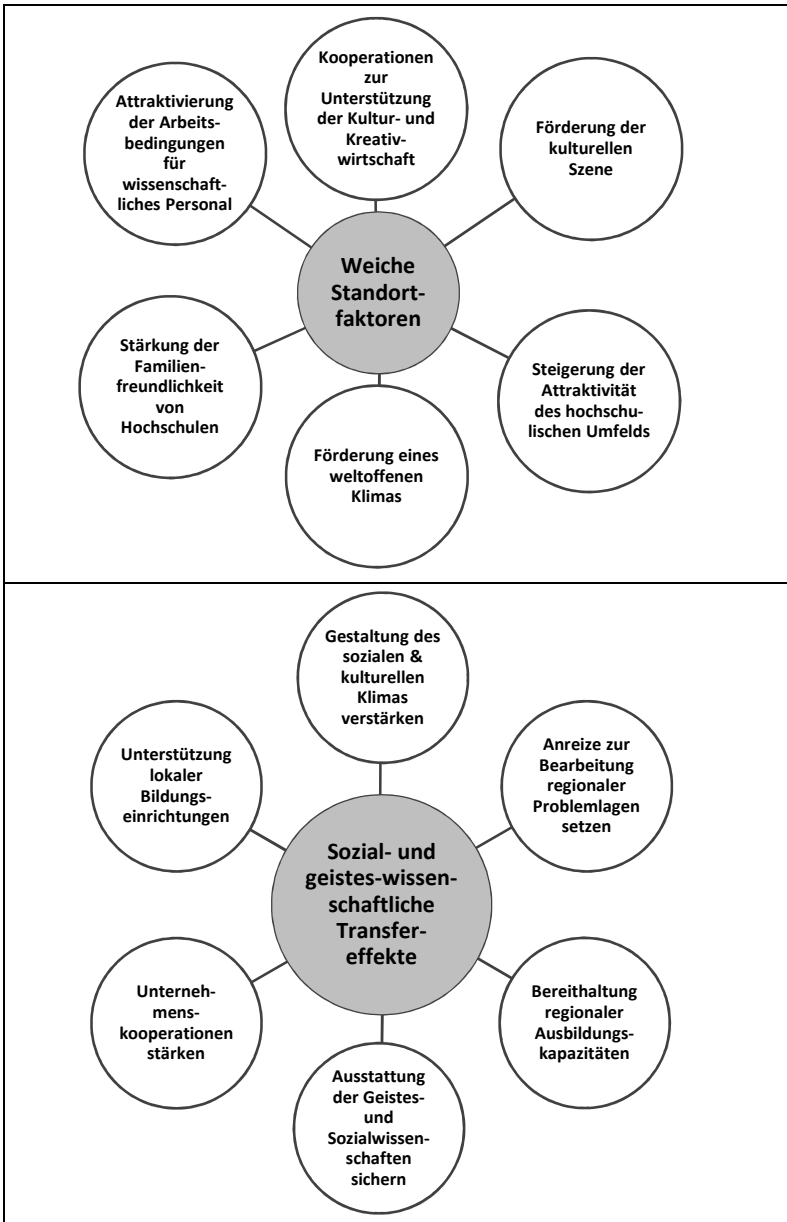 Kooperationen
zur
Unterstützung
der Kultur- und
Kreativ-
wirtschaft
Attraktivierung
der Arbeits-
bedingungen
für
wissenschaft-
liches Personal
Förderung der
kulturellen
Szene
Weiche
Standort-
faktoren
Stärkung der
Familien-
freundlichkeit
von
Hochschulen
Steigerung der
Attraktivität
des hochschu-
lischen Umfelds
Förderung eines
weltoffenen
Klimas
Gestaltung des
sozialen &
kulturellen
Klimas
verstärken
Unterstützung
lokaler
Bildungs-
einrichtungen
Anreize zur
Bearbeitung
regionaler
Problemlagen
setzen
Sozial- und
geistes-wissen-
schaftliche
Transfer-
effekte
Unterneh-
mens-
kooperationen
stärken
Bereithaltung
regionaler
Ausbildungs-
kapazitäten
Ausstattung
der Geistes-
und
Sozialwissen-
schaften
sichern